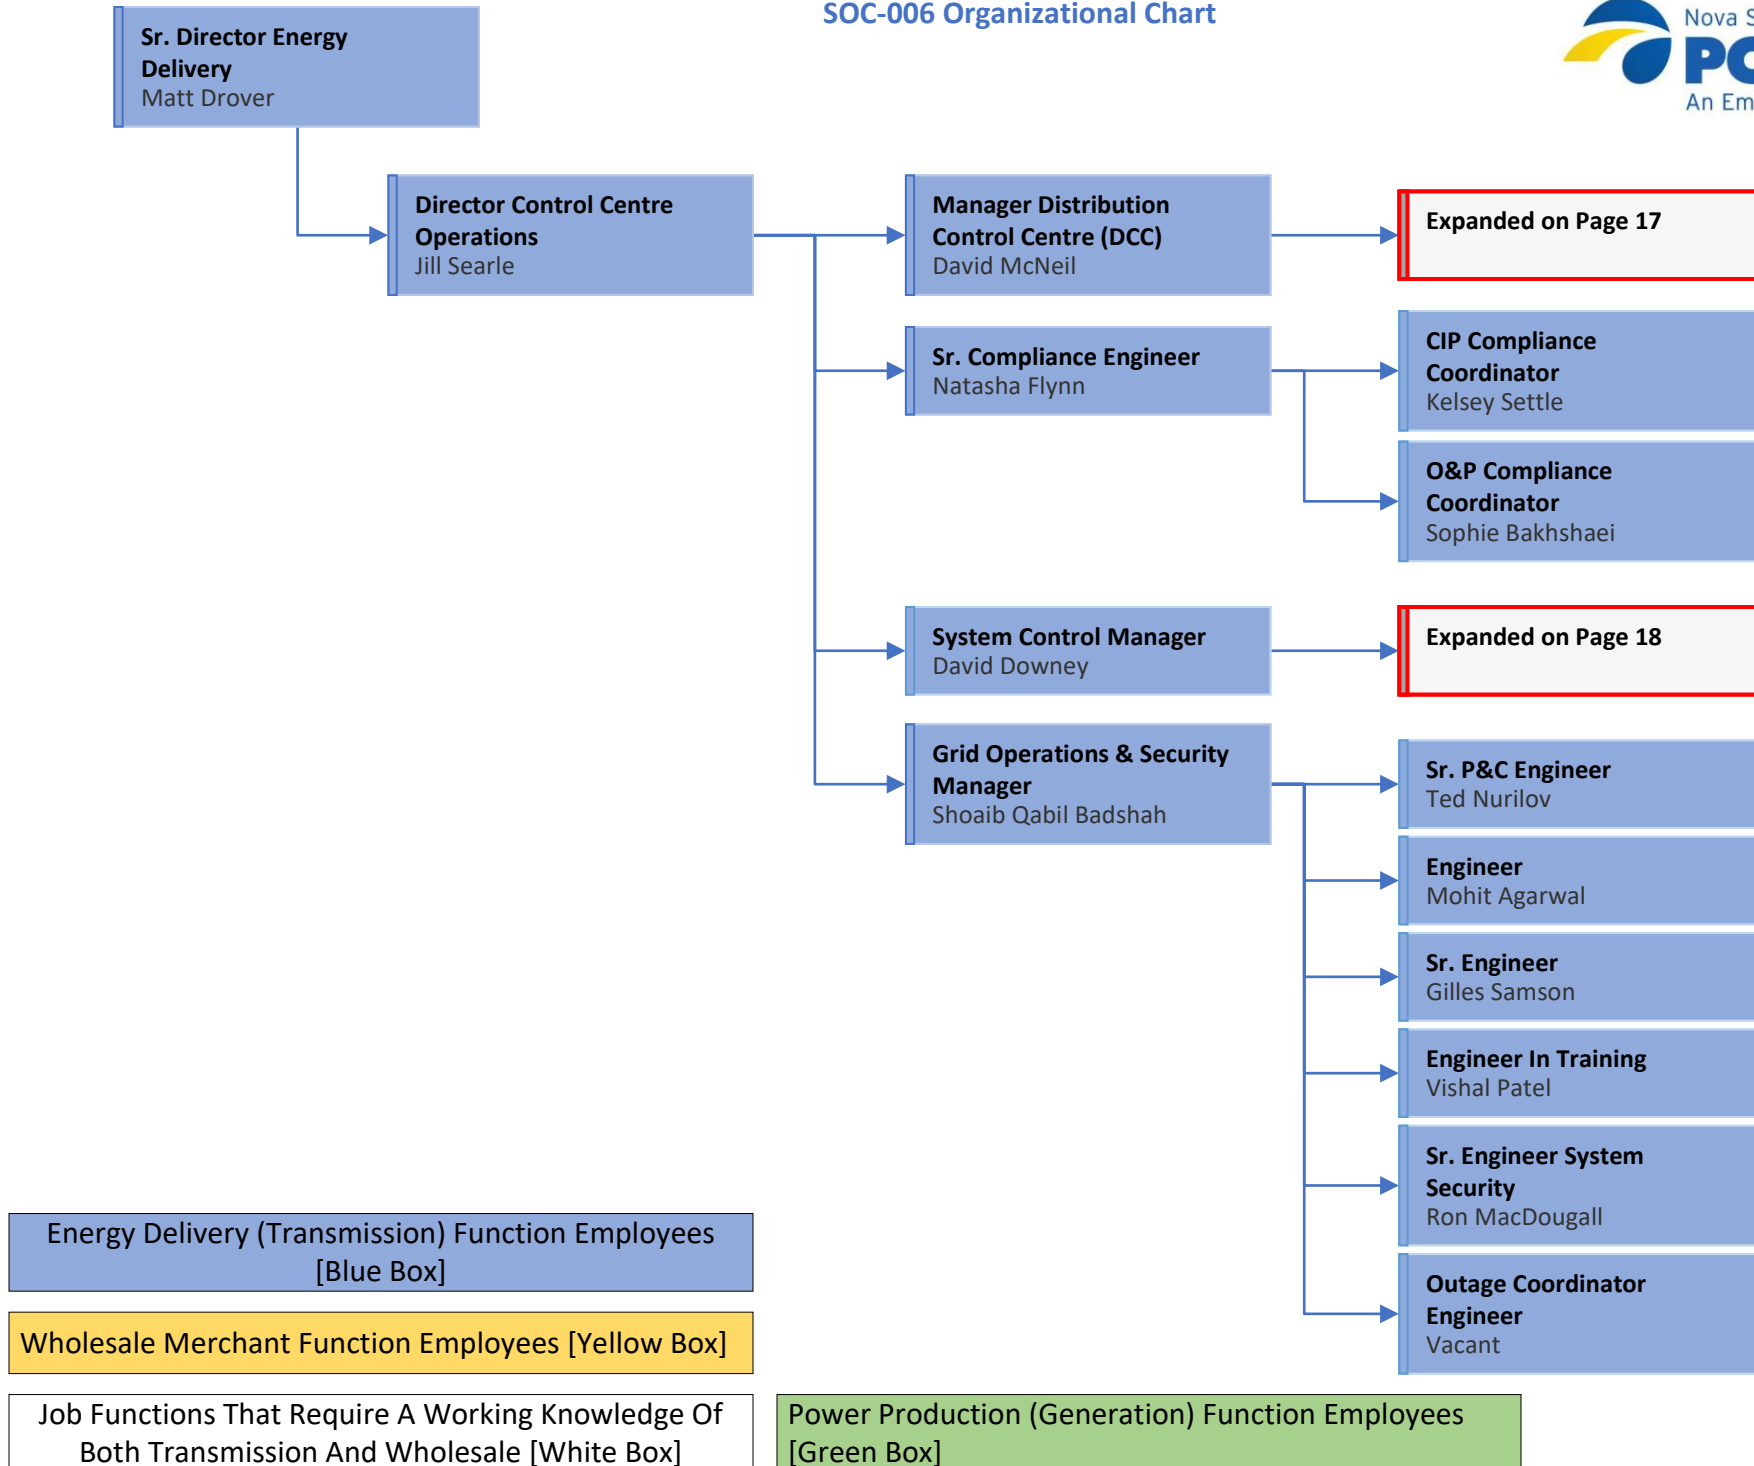 SOC-006 Organizational Chart
Nova
An
Sr. Director Energy
Delivery
Matt Drover
Director Control Centre
Operations
Jill Searle
Manager Distribution
Control Centre (DCC)
David McNeil
Expanded on Page 17
Sr. Compliance Engineer
Natasha Flynn
CIP Compliance
Coordinator
Kelsey Settle
O&P Compliance
Coordinator
Sophie Bakhshaei
System Control Manager
David Downey
Expanded on Page 18
Grid Operations & Security
Manager
Shoaib Qabil Badshah
Sr. P&C Engineer
Ted Nurilov
Engineer
Mohit Agarwal
Sr. Engineer
Gilles Samson
Engineer In Training
Vishal Patel
Sr. Engineer System
Security
Ron MacDougall
Outage Coordinator
Engineer
Vacant
Energy Delivery (Transmission) Function Employees
[Blue Box]
Wholesale Merchant Function Employees [Yellow Box]
Job Functions That Require A Working Knowledge Of
Both Transmission And Wholesale [White Box]
Power Production (Generation) Function Employees
[Green Box]